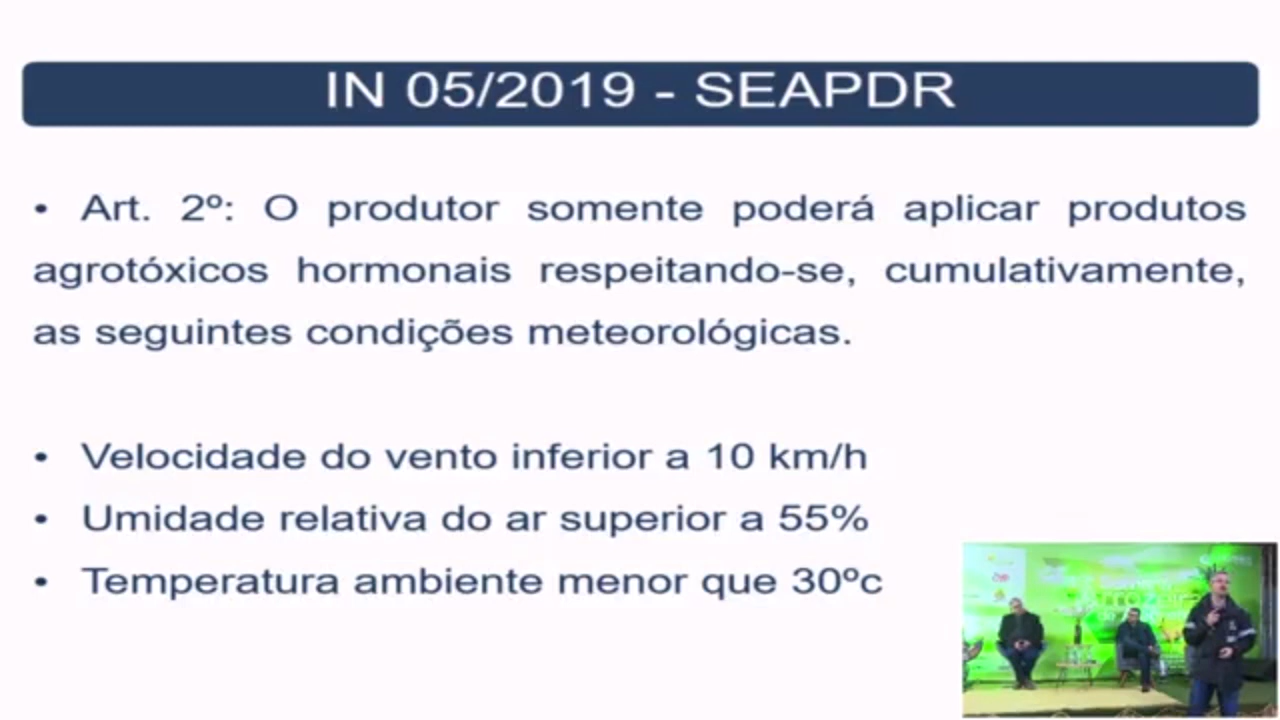 IN 05/2019 - SEAPDR
• Art. 2º: O produtor somente poderá aplicar produtos
agrotóxicos hormonais respeitando-se, cumulativamente,
as seguintes condições meteorológicas.
• Velocidade do vento inferior a 10 km/h
• Umidade relativa do ar superior a 55%
• Temperatura ambiente menor que 30ºc